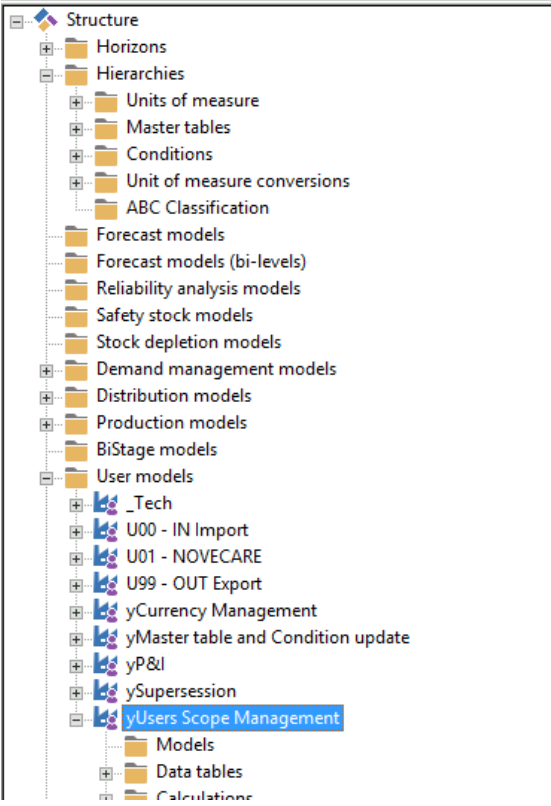 Structure
Horizons
Hierarchies
Units of measure
Master tables
Conditions
Unit of measure conversions
ABC Classification
Forecast models
Forecast models (bi-levels)
Reliability analysis models
Safety stock models
Stock depletion models
Demand management models
Distribution models
Production models
BiStage models
User models
_Tech
U00 - IN Import
U01 - NOVECARE
U99 - OUT Export
yCurrency Management
yMaster table and Condition update
yP&I
ySupersession
yUsers Scope Management
Models
Data tables
Calculations